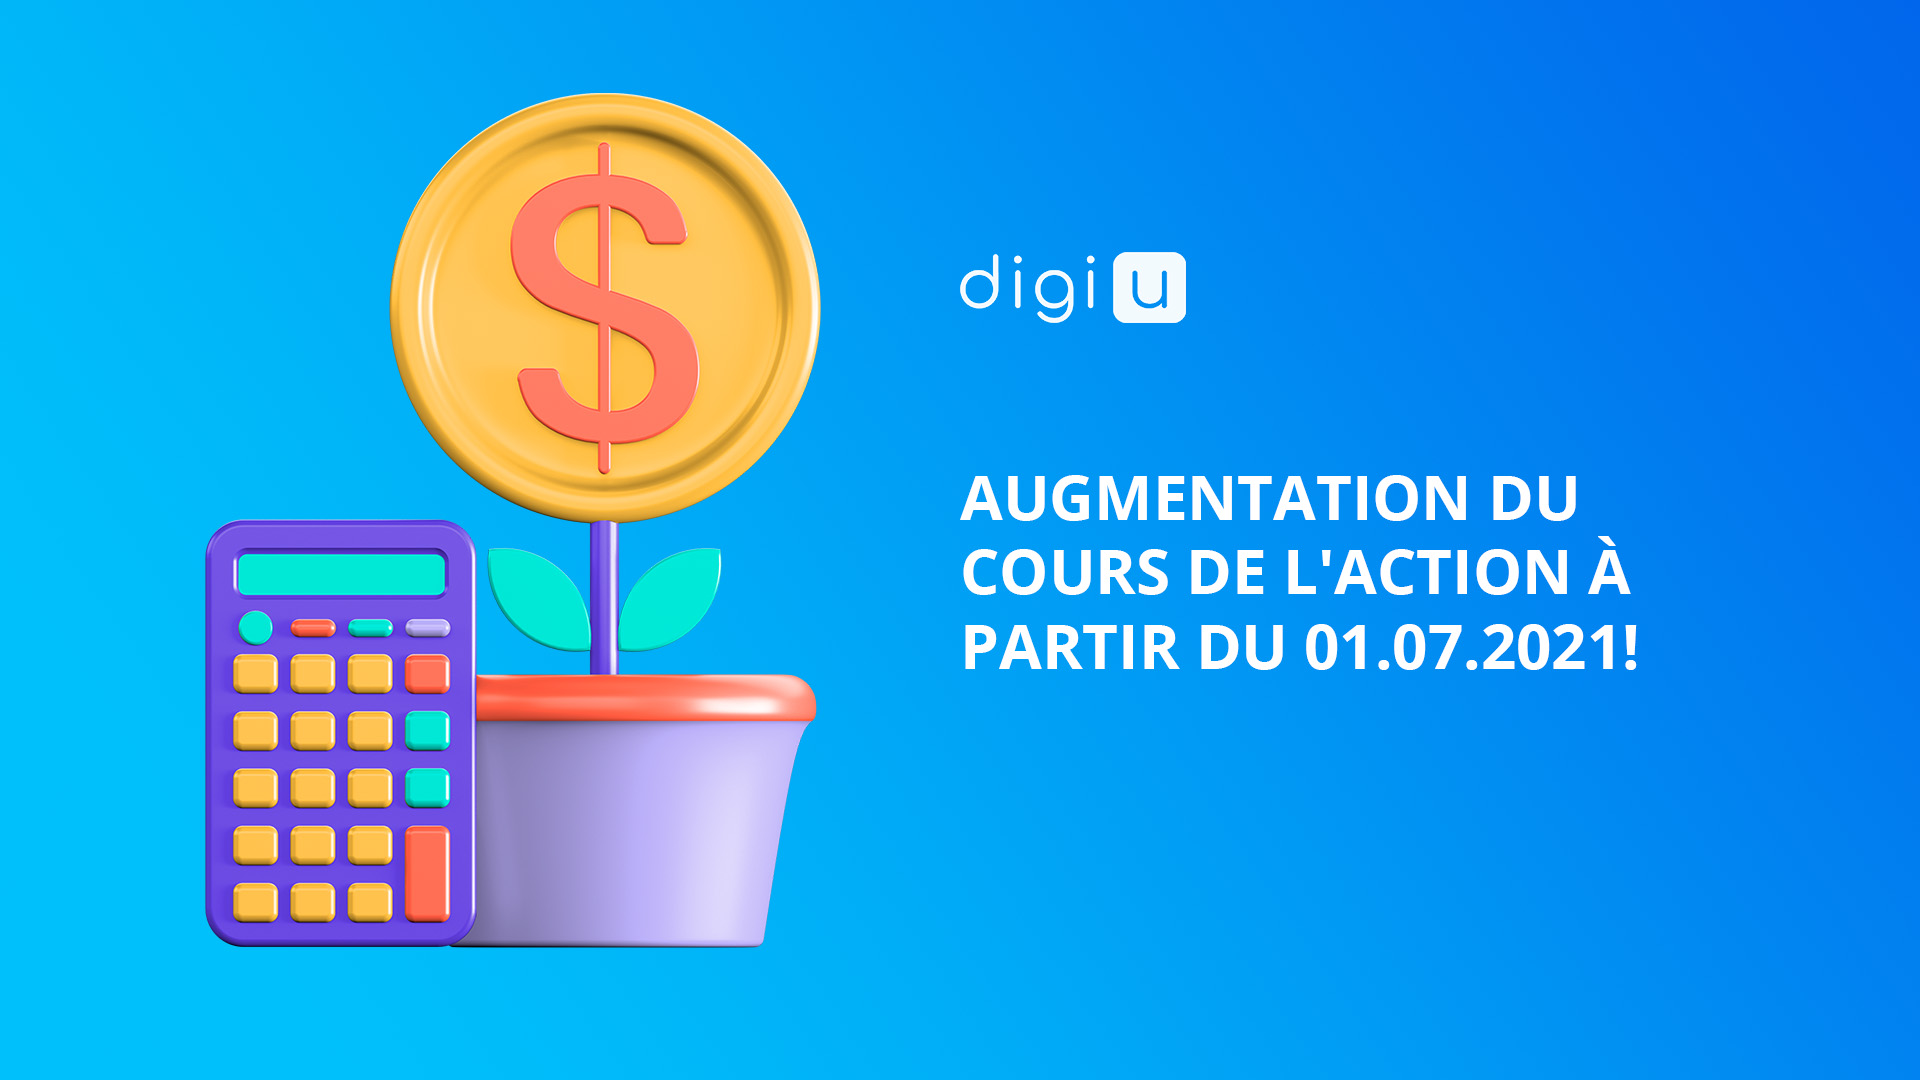 digi u
AUGMENTATION DU
COURS DE L'ACTION À
PARTIR DU 01.07.2021!
$